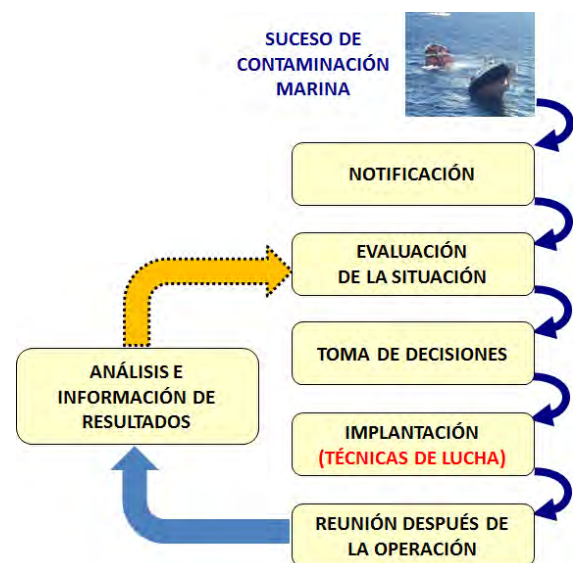 SUCESO DE
CONTAMINACIÓN
MARINA
NOTIFICACIÓN
EVALUACIÓN
DE LA SITUACIÓN
TOMA DE DECISIONES
ANÁLISIS E
INFORMACIÓN DE
RESULTADOS
IMPLANTACIÓN
(TÉCNICAS DE LUCHA)
REUNIÓN DESPUÉS DE
LA OPERACIÓN